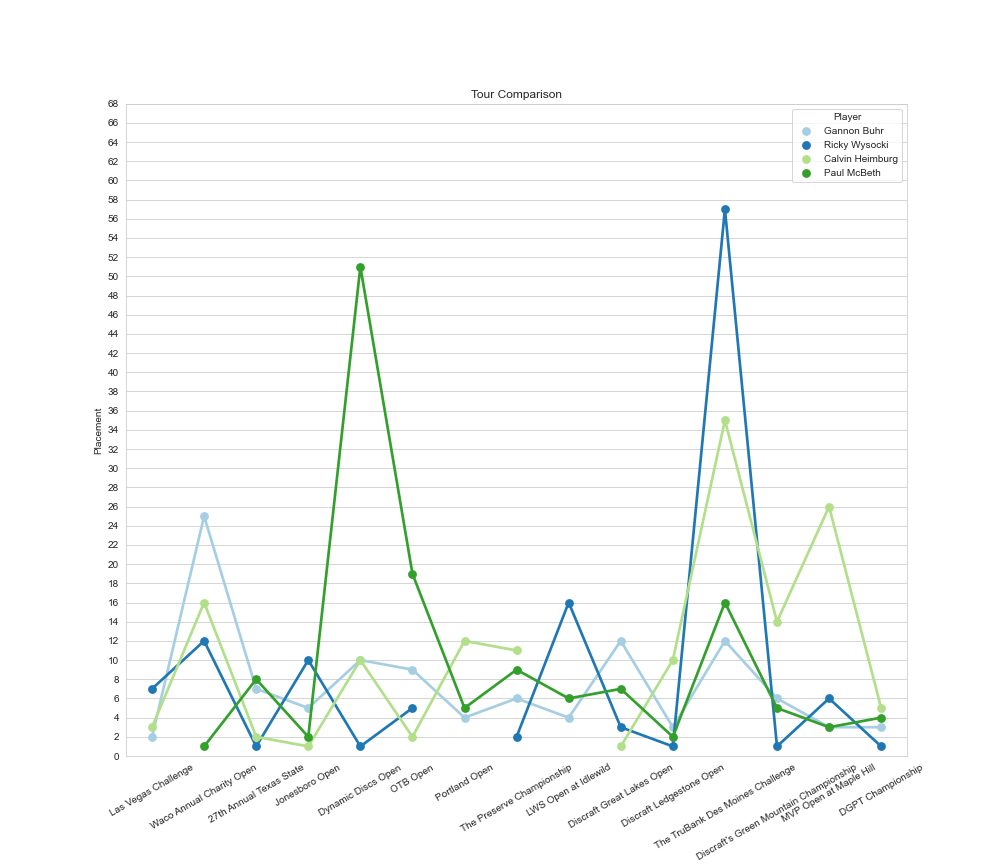 Tour Comparison
Player
Gannon Buhr
Ricky Wysocki
Calvin Heimburg
Paul McBeth
Placement
68
66
64
62
60
58
56
54
52
50
48
46
44
42
40
38
36
34
32
30
28
26
24
22
20
18
16
14
12
10
8
6
4
2
0
Las Vegas Challenge
Waco Annual Charity Open
27th Annual Texas State
Jonesboro Open
Dynamic Discs Open
OTB Open
Portland Open
The Preserve Championship
LWS Open at Idlewild
Discraft Great Lakes Open
Discraft Ledgestone Open
The TruBank Des Moines Challenge
Discraft's Green Mountain Championship
MVP Open at Maple Hill
DGPT Championship